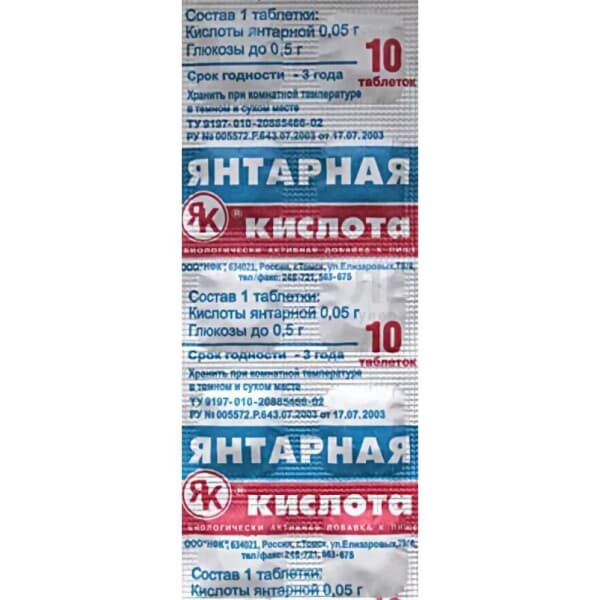 Состав 1 таблетки:
Кислоты янтарной 0,05 г
Глюкозы до 0,5 г
10
таблеток
Срок годности - 3 года
Хранить при комнатной температуре
в темном и сухом месте
ТУ 9197-010-20885466-02
РУ № 005572.Р.643.07.2003 от 17.07.2003
ЯНТАРНАЯ
ЯК ®
КИСЛОТА
БИОЛОГИЧЕСКИ АКТИВНАЯ ДОБАВКА К ПИЩЕ
ООО"НФК", 634021, Россия, г.Томск, ул.Елизаровых,79/4,
тел/факс: 248-721, 563-675
Состав 1 таблетки:
Кислоты янтарной 0,05 г
Глюкозы до 0,5 г
10
таблеток
Срок годности - 3 года
Хранить при комнатной температуре
в темном и сухом месте
ТУ 9197-010-20885466-02
РУ № 005572.Р.643.07.2003 от 17.07.2003
ЯНТАРНАЯ
ЯК ®
КИСЛОТА
БИОЛОГИЧЕСКИ АКТИВНАЯ ДОБАВКА К ПИЩЕ
ООО"НФК", 634021, Россия, г.Томск, ул.Елизаровых,79/4,
тел/факс: 248-721, 563-675
Состав 1 таблетки:
Кислоты янтарной 0,05 г
10